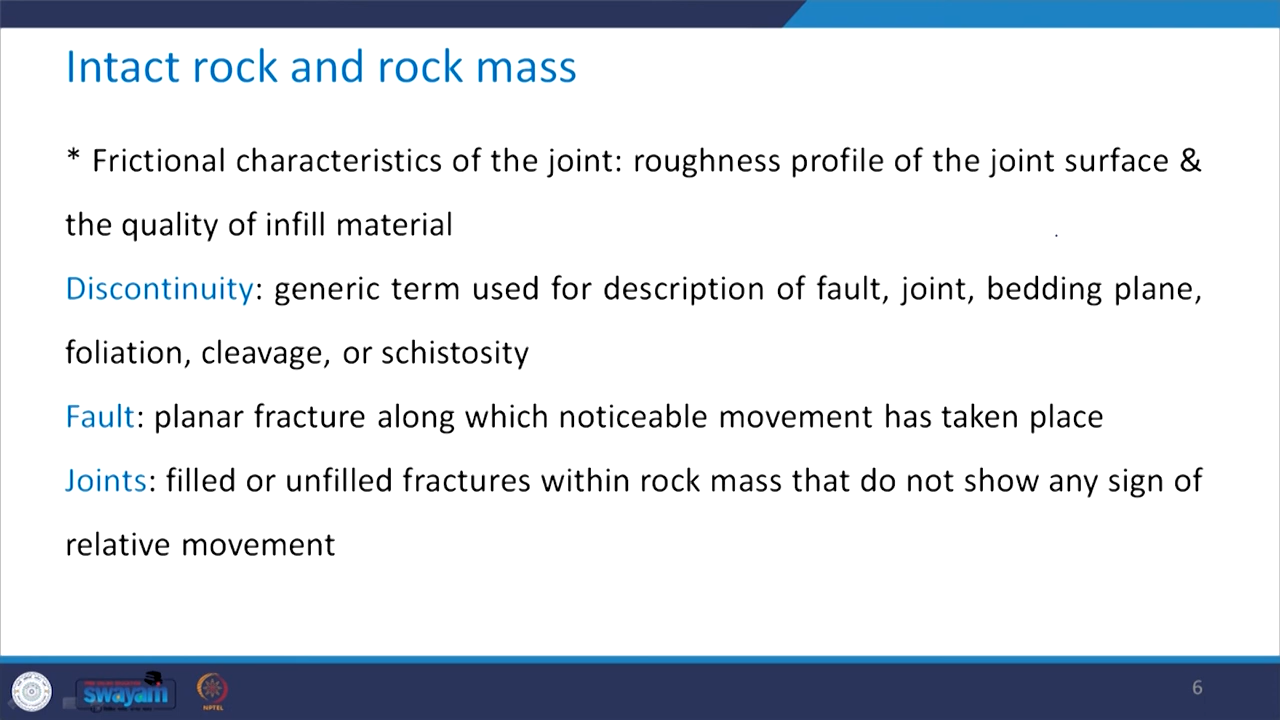 Intact rock and rock mass
* Frictional characteristics of the joint: roughness profile of the joint surface &
the quality of infill material
Discontinuity: generic term used for description of fault, joint, bedding plane,
foliation, cleavage, or schistosity
Fault: planar fracture along which noticeable movement has taken place
Joints: filled or unfilled fractures within rock mass that do not show any sign of
relative movement
swayam
NPTEL
6